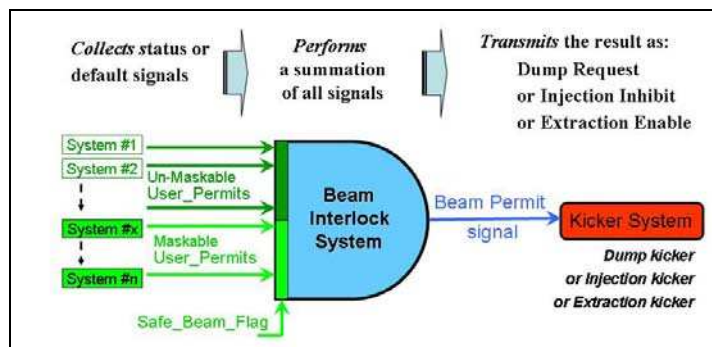 Collects status or
default signals
Performs
a summation
of all signals
Transmits the result as:
Dump Request
or Injection Inhibit
or Extraction Enable
System #1
System #2
Un-Maskable
User_Permits
System #x
Maskable
User_Permits
System #n
Safe_Beam_Flag
Beam
Interlock
System
Beam Permit
signal
Kicker System
Dump kicker
or Injection kicker
or Extraction kicker